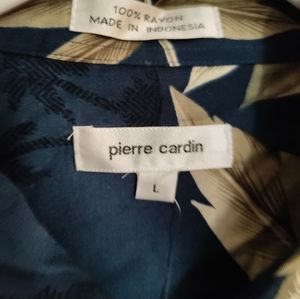 100% RAYON
MADE IN INDONESIA
pierre cardin
L